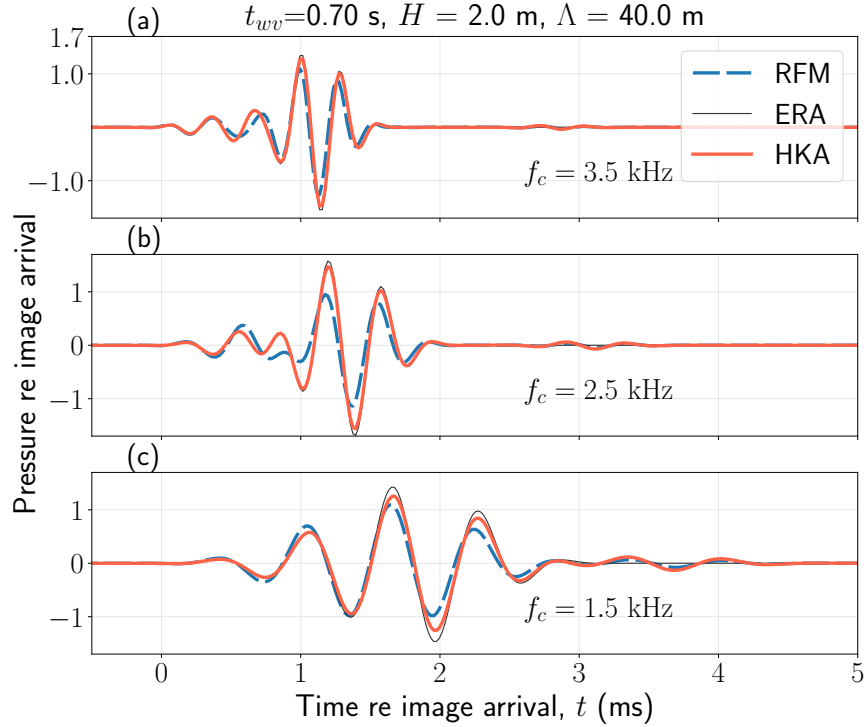 t_{wv}=0.70 s, H = 2.0 m, Λ = 40.0 m
(a)
1.7
1.0
−1.0
RFM
ERA
HKA
f_c = 3.5 kHz
(b)
1
0
−1
f_c = 2.5 kHz
(c)
1
0
−1
f_c = 1.5 kHz
0 1 2 3 4 5
Pressure re image arrival
Time re image arrival, t (ms)